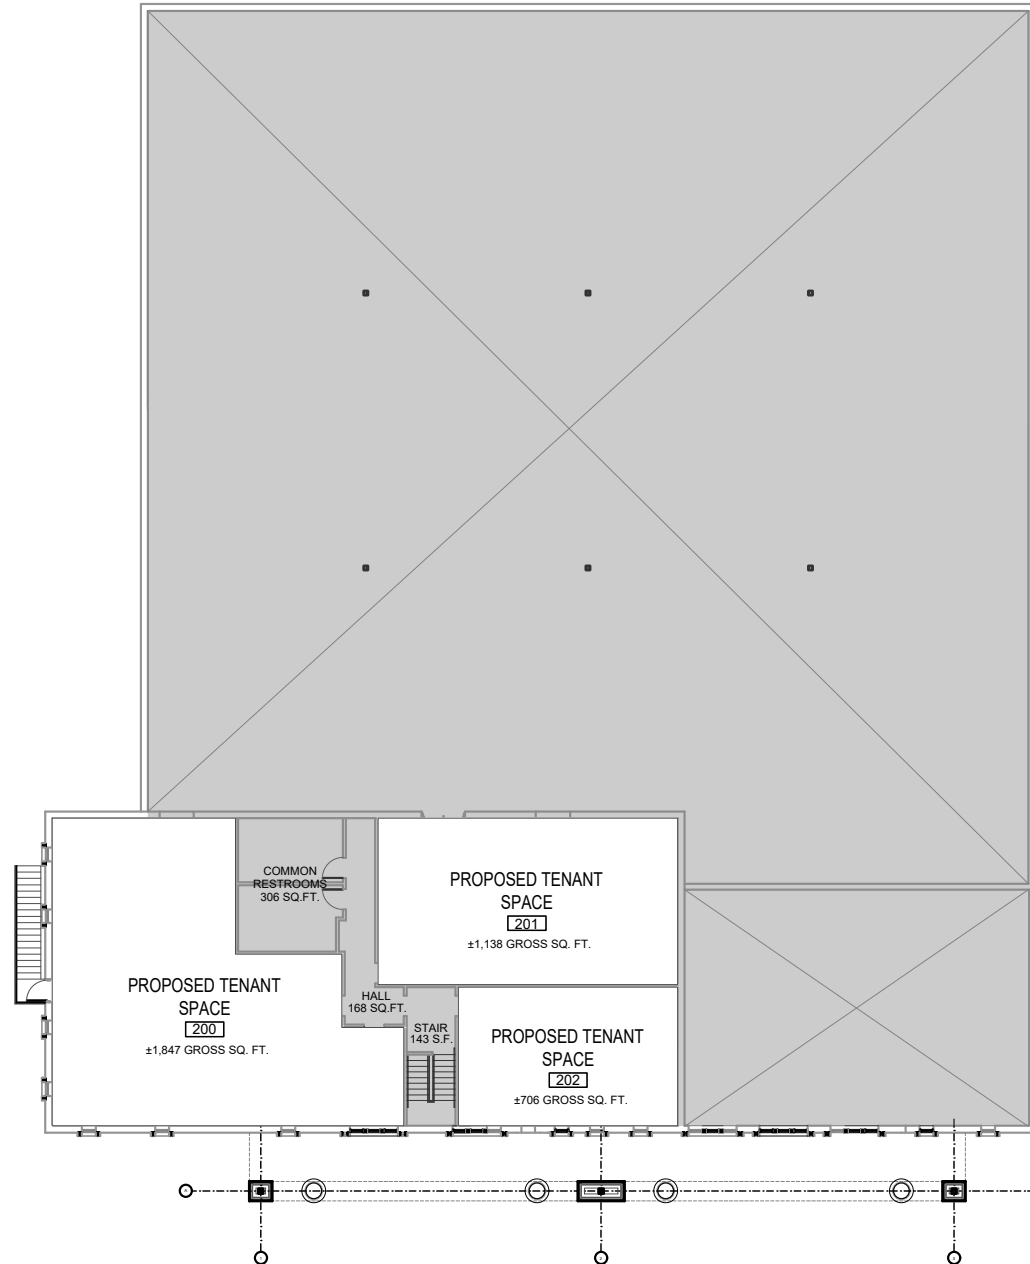 COMMON
RESTROOMS
306 SQ.FT.
PROPOSED TENANT
SPACE
201
±1,138 GROSS SQ. FT.
PROPOSED TENANT
SPACE
200
±1,847 GROSS SQ. FT.
HALL
168 SQ.FT.
STAIR
143 S.F.
PROPOSED TENANT
SPACE
202
±706 GROSS SQ. FT.